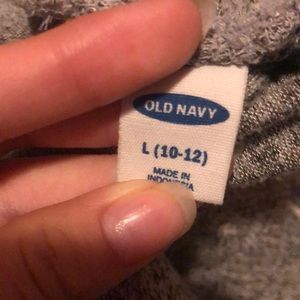 OLD NAVY
L (10-12)
MADE IN
INDONESIA